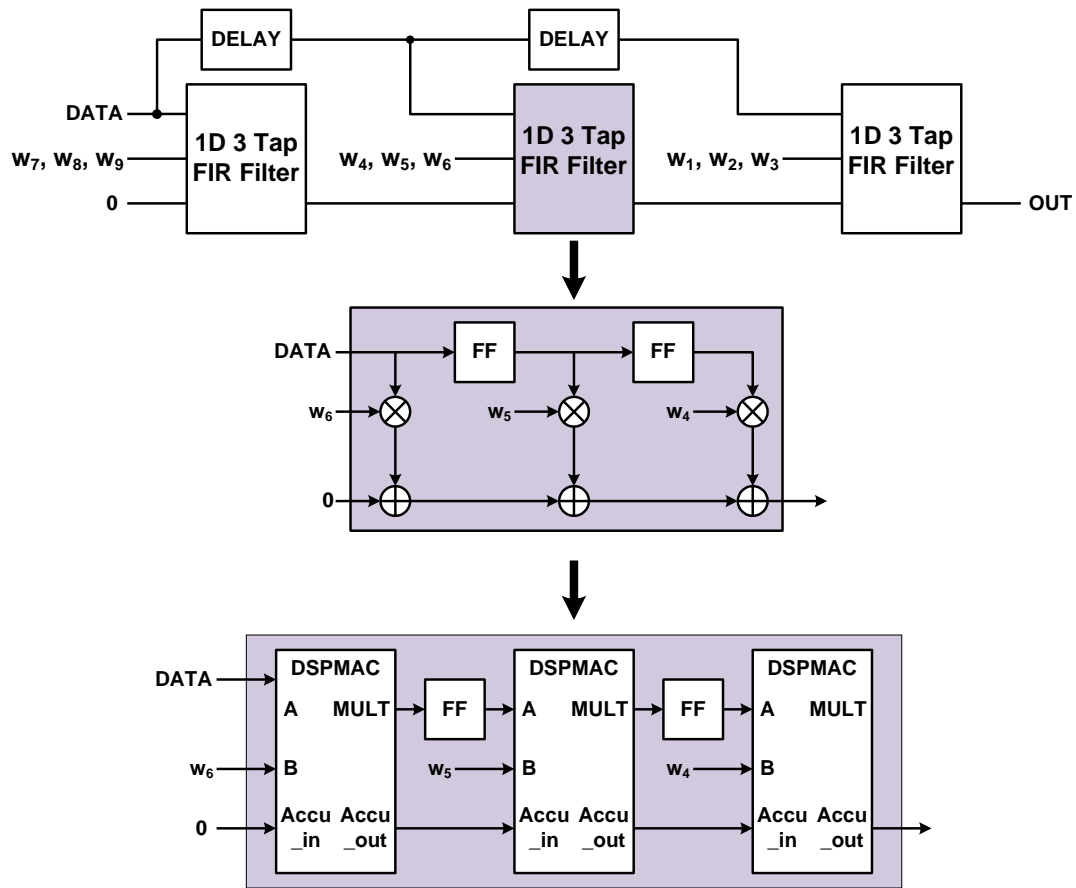 DELAY
DELAY
DATA
w7, w8, w9
0
1D 3 Tap
FIR Filter
w4, w5, w6
1D 3 Tap
FIR Filter
w1, w2, w3
1D 3 Tap
FIR Filter
OUT
DATA
FF
FF
w6
w5
w4
0
DATA
w6
0
DSPMAC
A MULT
B
Accu Accu
_in _out
FF
w5
DSPMAC
A MULT
B
Accu Accu
_in _out
FF
w4
DSPMAC
A MULT
B
Accu Accu
_in _out